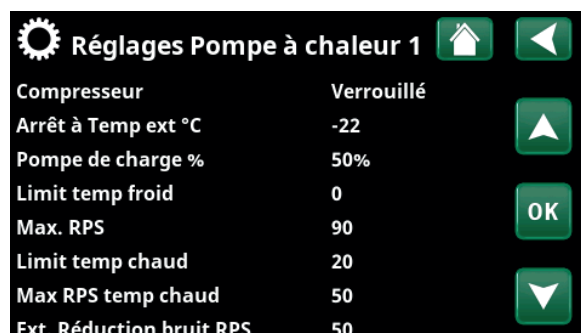 Réglages Pompe à chaleur 1
Compresseur Verrouillé
Arrêt à Temp ext °C -22
Pompe de charge % 50%
Limit temp froid 0
OK
Max. RPS 90
Limit temp chaud 20
Max RPS temp chaud 50
Ext. Réduction bruit RPS 50